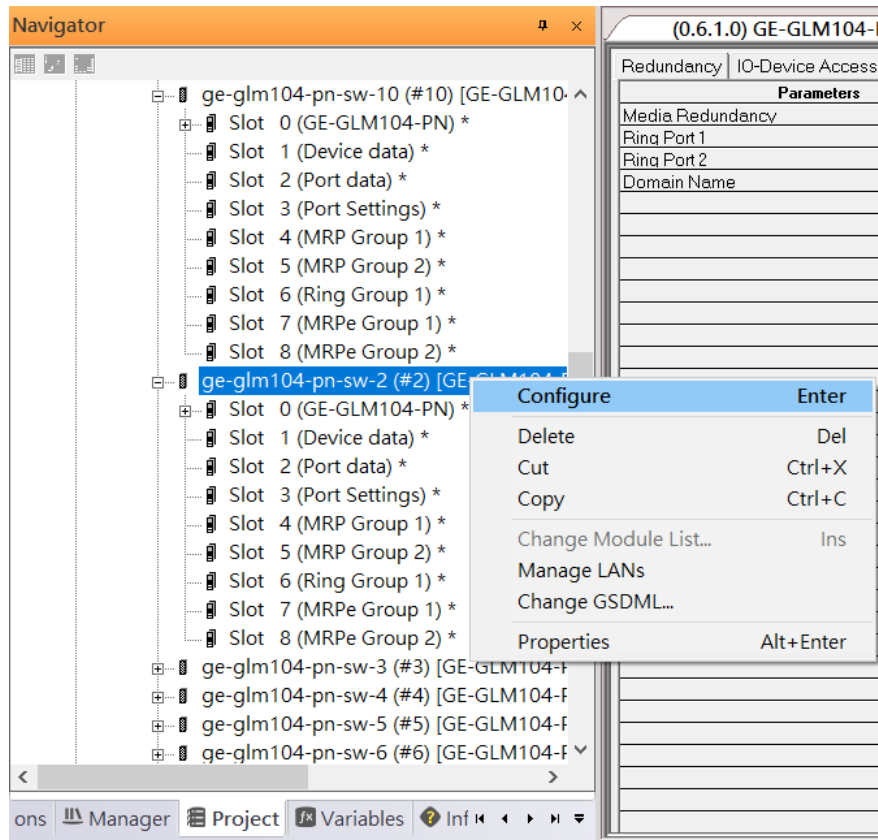 Navigator
ge-glm104-pn-sw-10 (#10) [GE-GLM10-
Slot 0 (GE-GLM104-PN) *
Slot 1 (Device data) *
Slot 2 (Port data) *
Slot 3 (Port Settings) *
Slot 4 (MRP Group 1) *
Slot 5 (MRP Group 2) *
Slot 6 (Ring Group 1) *
Slot 7 (MRPe Group 1) *
Slot 8 (MRPe Group 2) *
ge-glm104-pn-sw-2 (#2) [GE-GLM104-
Slot 0 (GE-GLM104-PN) *
Slot 1 (Device data) *
Slot 2 (Port data) *
Slot 3 (Port Settings) *
Slot 4 (MRP Group 1) *
Slot 5 (MRP Group 2) *
Slot 6 (Ring Group 1) *
Slot 7 (MRPe Group 1) *
Slot 8 (MRPe Group 2) *
ge-glm104-pn-sw-3 (#3) [GE-GLM104-
ge-glm104-pn-sw-4 (#4) [GE-GLM104-
ge-glm104-pn-sw-5 (#5) [GE-GLM104-
ge-glm104-pn-sw-6 (#6) [GE-GLM104-
ons Manager Project Variables Inf
(0.6.1.0) GE-GLM104-
Redundancy IO-Device Access
Parameters
Media Redundancy
Ring Port 1
Ring Port 2
Domain Name
Configure Enter
Delete Del
Cut Ctrl+X
Copy Ctrl+C
Change Module List... Ins
Manage LANs
Change GSDML...
Properties Alt+Enter